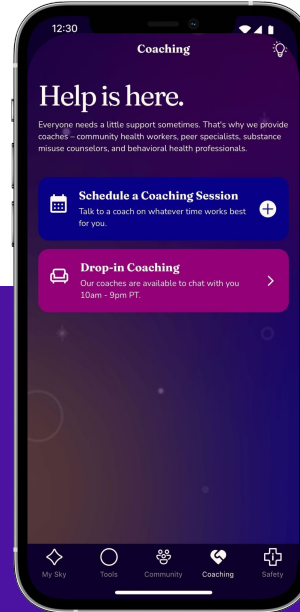 12:30
Coaching
Help is here.
Everyone needs a little support sometimes. That's why we provide
coaches – community health workers, peer specialists, substance
misuse counselors, and behavioral health professionals.
Schedule a Coaching Session
Talk to a coach on whatever time works best
for you.
Drop-in Coaching
Our coaches are available to chat with you
10am - 9pm PT.
My Sky Tools Community Coaching Safety